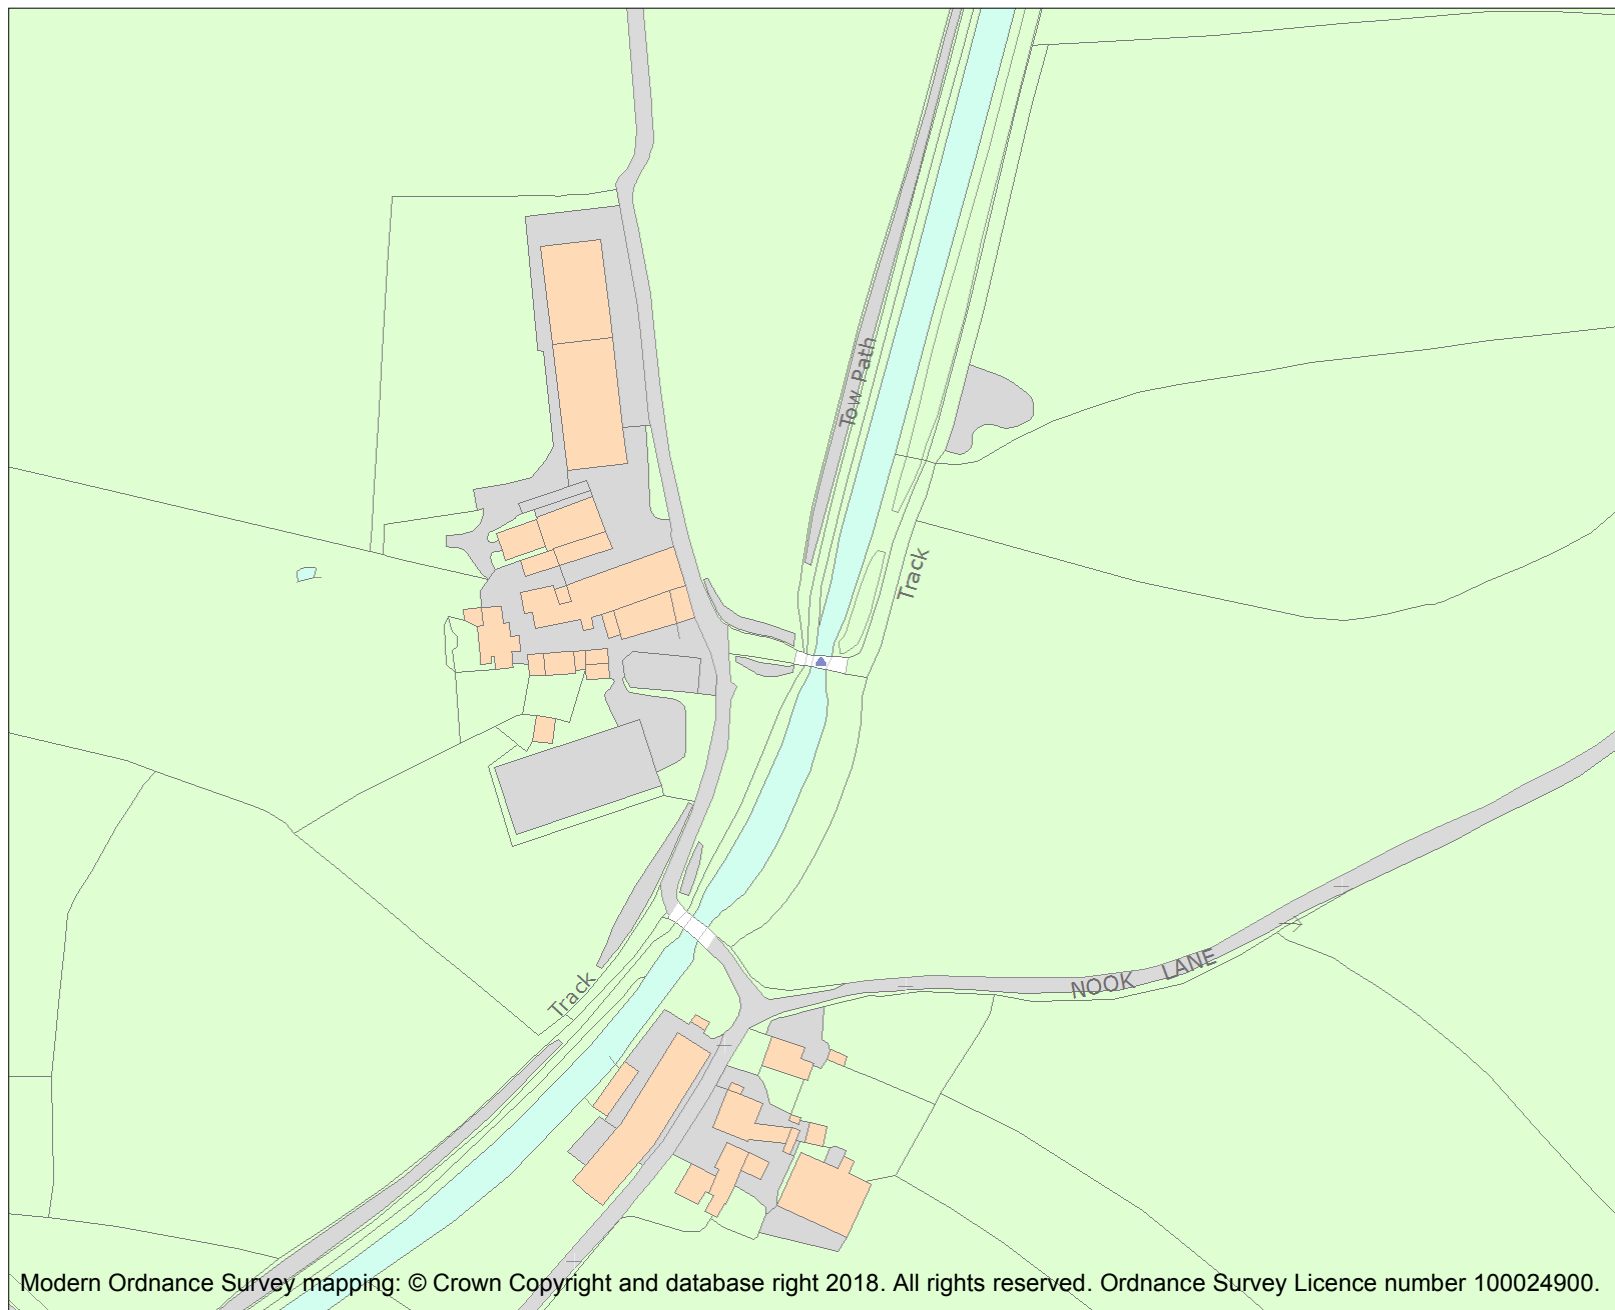 Tow Path
Track
NOOK LANE
Track
Modern Ordnance Survey mapping: © Crown Copyright and database right 2018. All rights reserved. Ordnance Survey Licence number 100024900.